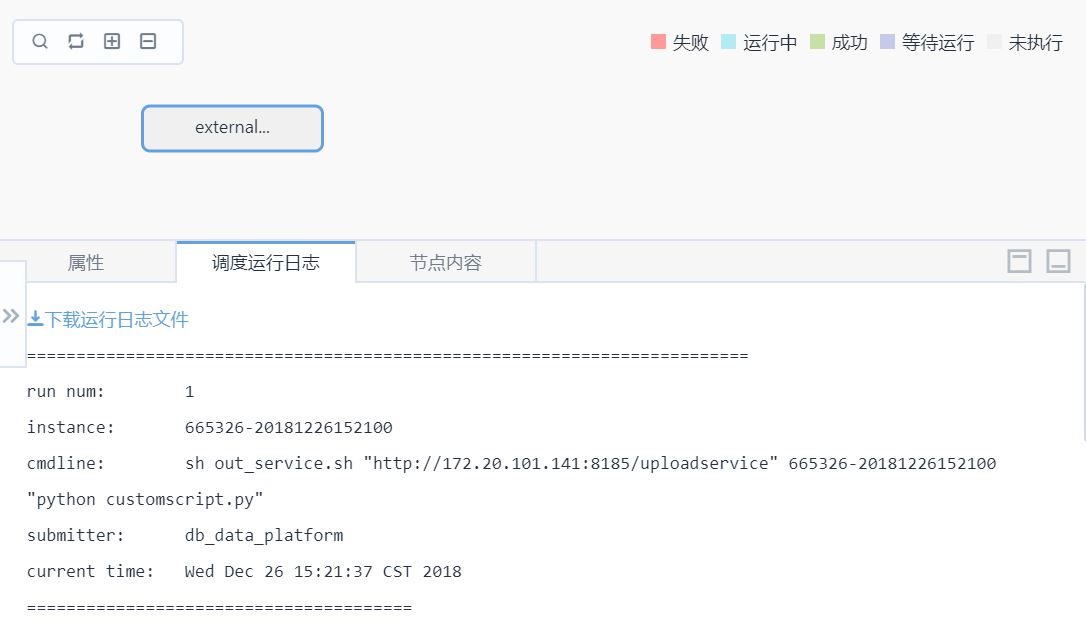 失败 运行中 成功 等待运行 未执行
external...
属性 调度运行日志 节点内容
下载运行日志文件
=========================================================================
run num: 1
instance: 665326-20181226152100
cmdline: sh out_service.sh "http://172.20.101.141:8185/uploadservice" 665326-20181226152100
"python customscript.py"
submitter: db_data_platform
current time: Wed Dec 26 15:21:37 CST 2018
=======================================